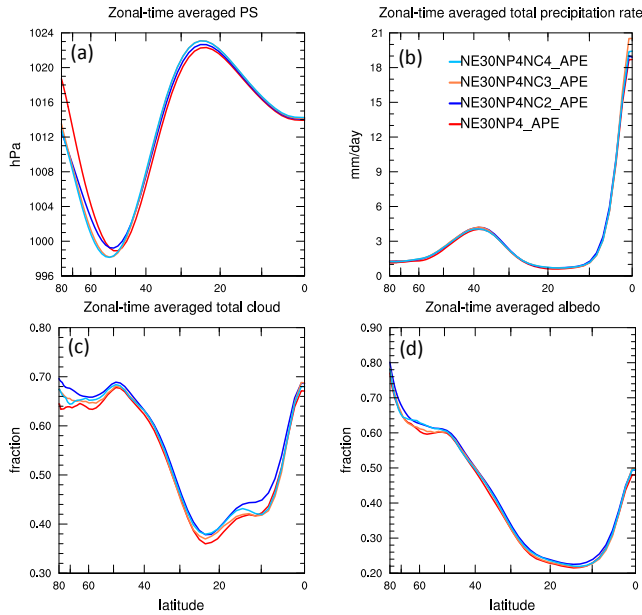 Zonal-time averaged PS
(a)
hPa
1024
1020
1016
1012
1008
1004
1000
996
80 60 40 20 0
Zonal-time averaged total precipitation rate
(b)
mm/day
21
18
15
12
9
6
3
0
80 60 40 20 0
NE30NP4NC4_APE
NE30NP4NC3_APE
NE30NP4NC2_APE
NE30NP4_APE
Zonal-time averaged total cloud
(c)
fraction
0.80
0.70
0.60
0.50
0.40
0.30
80 60 40 20 0
latitude
Zonal-time averaged albedo
(d)
fraction
0.90
0.80
0.70
0.60
0.50
0.40
0.30
0.20
80 60 40 20 0
latitude